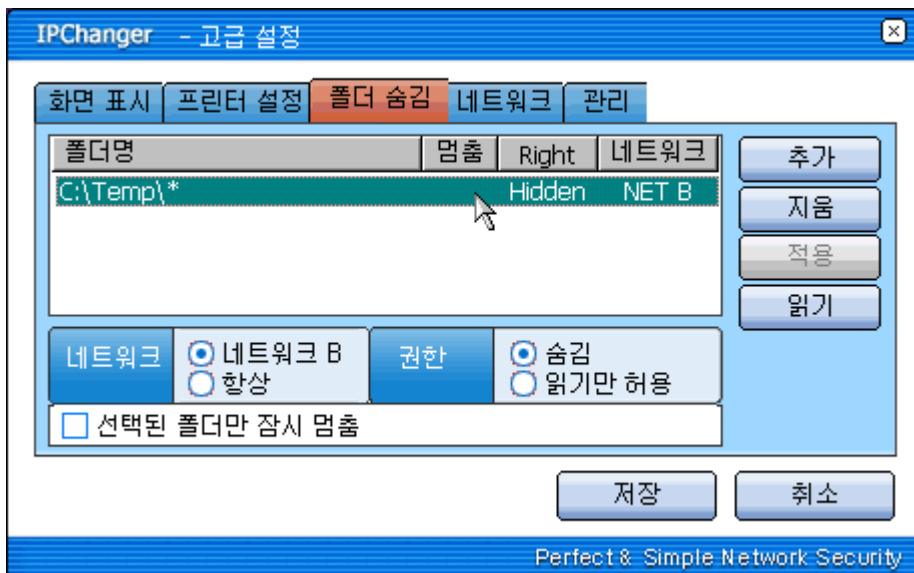 IPChanger - 고급 설정
화면 표시 프린터 설정 폴더 숨김 네트워크 관리
폴더명 멈춤 Right 네트워크
C:\Temp\* Hidden NET B
추가
지움
적용
읽기
네트워크 네트워크 B 권한 숨김
항상 읽기만 허용
선택된 폴더만 잠시 멈춤
저장 취소
Perfect & Simple Network Security